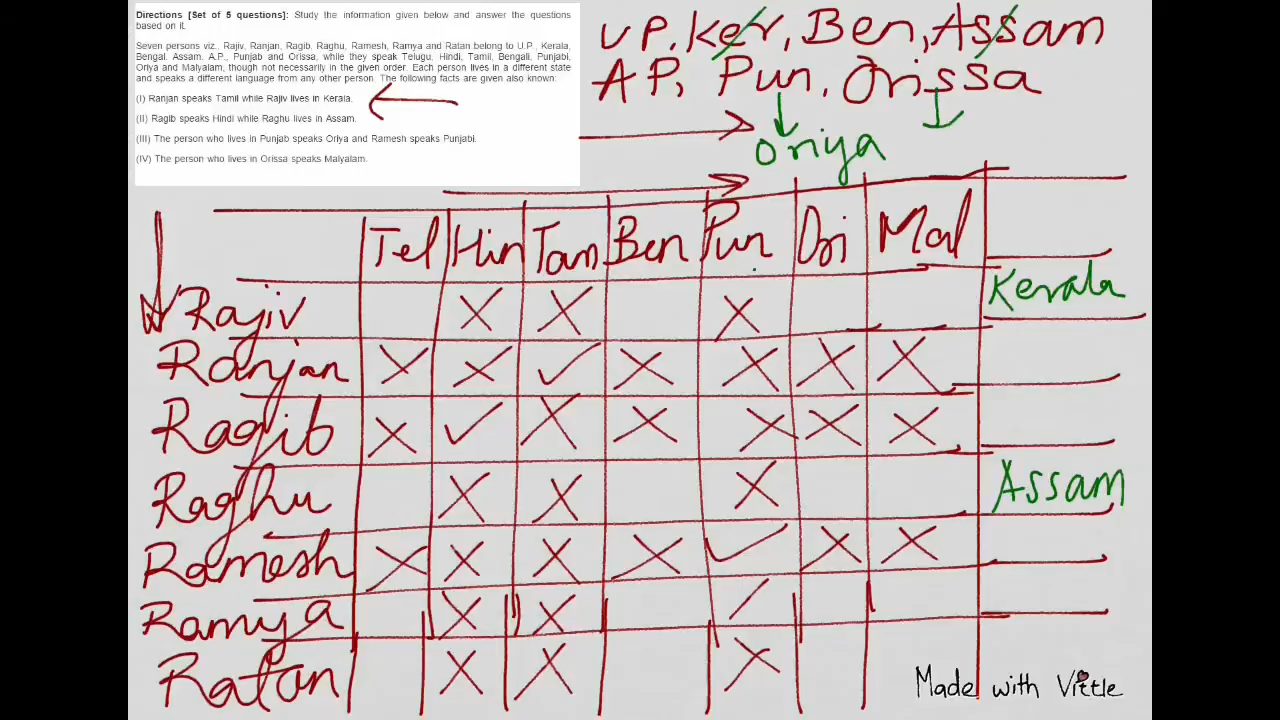 Directions [Set of 5 questions]: Study the information given below and answer the questions
based on it.
Seven persons viz., Rajiv, Ranjan, Ragib, Raghu, Ramesh, Ramya and Ratan belong to U.P., Kerala,
Bengal, Assam, A.P., Punjab and Orissa, while they speak Telugu, Hindi, Tamil, Bengali, Punjabi,
Oriya and Malyalam, though not necessarily in the given order. Each person lives in a different state
and speaks a different language from any other person. The following facts are given also known:
(I) Ranjan speaks Tamil while Rajiv lives in Kerala.
(II) Ragib speaks Hindi while Raghu lives in Assam.
(III) The person who lives in Punjab speaks Oriya and Ramesh speaks Punjabi.
(IV) The person who lives in Orissa speaks Malyalam.
UP, Ker, Ben, Assam
AP, Pun, Orissa
Oriya
Tel Hin Tam Ben Pun Ori Mal
Rajiv Kerala
Ranjan
Ragib
Raghu Assam
Ramesh
Ramya
Ratan
Made with Vittle